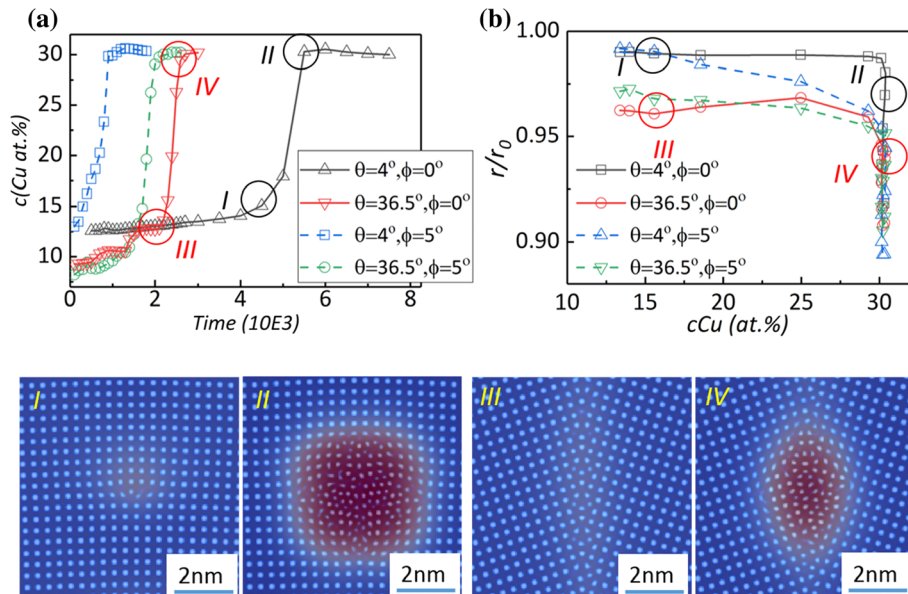 (a)
(b)
c(Cu at.%)
30
25
20
15
10
0
2
4
6
8
Time (10E3)
I
II
III
IV
θ=4°,ϕ=0°
θ=36.5°,ϕ=0°
θ=4°,ϕ=5°
θ=36.5°,ϕ=5°
r/r0
1.00
0.95
0.90
10
15
20
25
30
cCu (at.%)
I
II
III
IV
θ=4°,ϕ=0°
θ=36.5°,ϕ=0°
θ=4°,ϕ=5°
θ=36.5°,ϕ=5°
I
II
III
IV
2nm
2nm
2nm
2nm